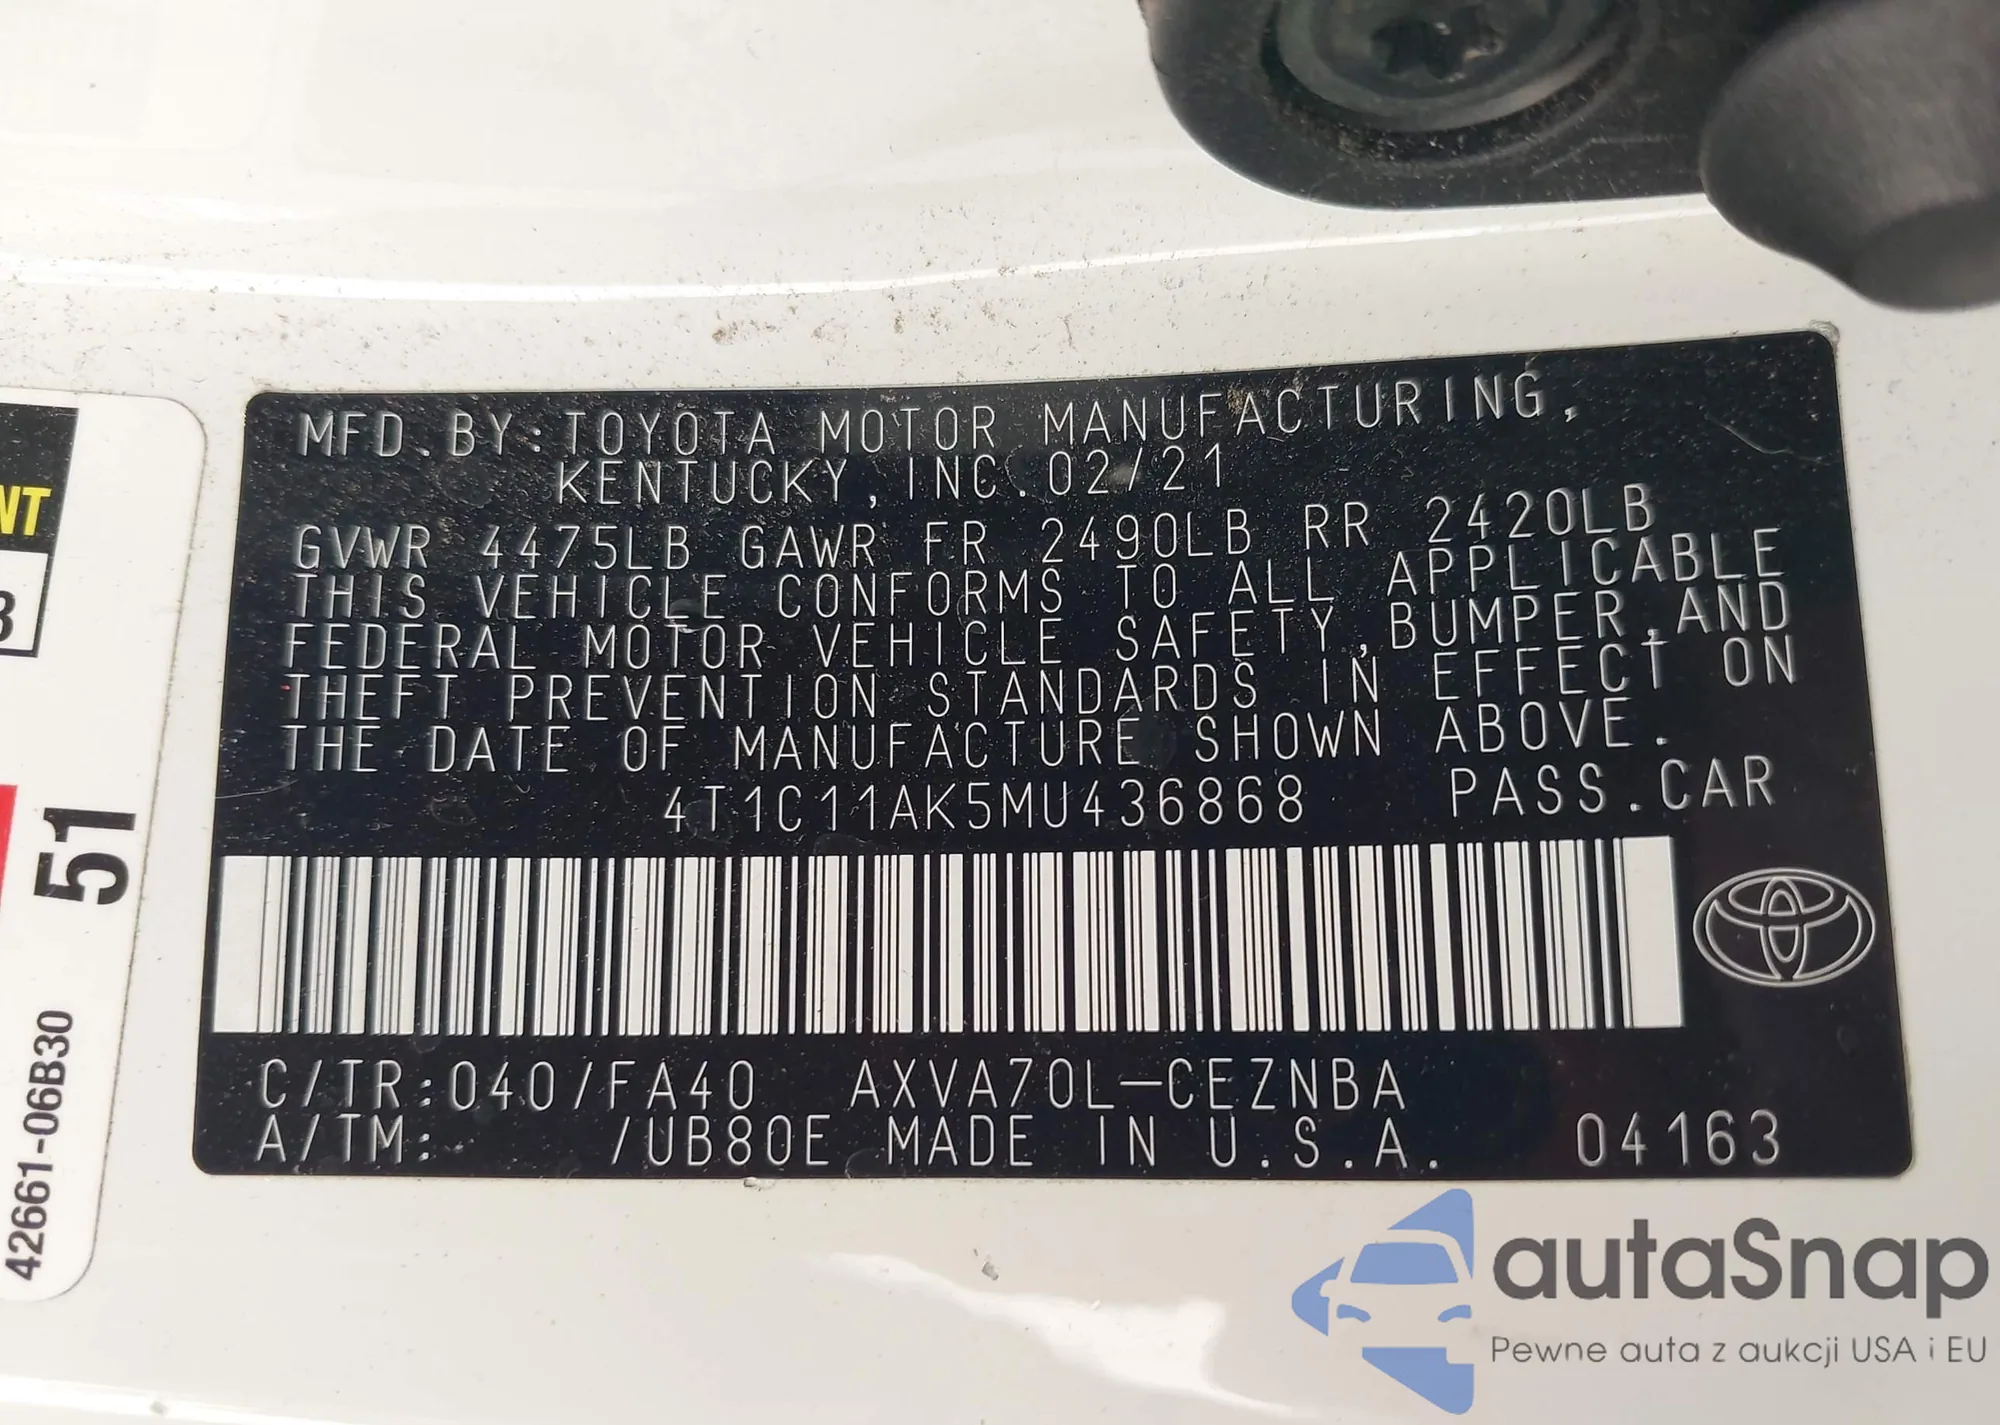 MFD.BY:TOYOTA MOTOR MANUFACTURING,
KENTUCKY,INC.02/21
GVWR 4475LB GAWR FR 2490LB RR 2420LB
THIS VEHICLE CONFORMS TO ALL APPLICABLE
FEDERAL MOTOR VEHICLE SAFETY,BUMPER,AND
THEFT PREVENTION STANDARDS IN EFFECT ON
THE DATE OF MANUFACTURE SHOWN ABOVE.
4T1C11AK5MU436868 PASS.CAR
C/TR:040/FA40 AXVA70L-CEZNBA
A/TM: /UB80E MADE IN U.S.A. 04163
NT
3
51
42661-06B30
autaSnap
Pewne auta z aukcji USA i EU